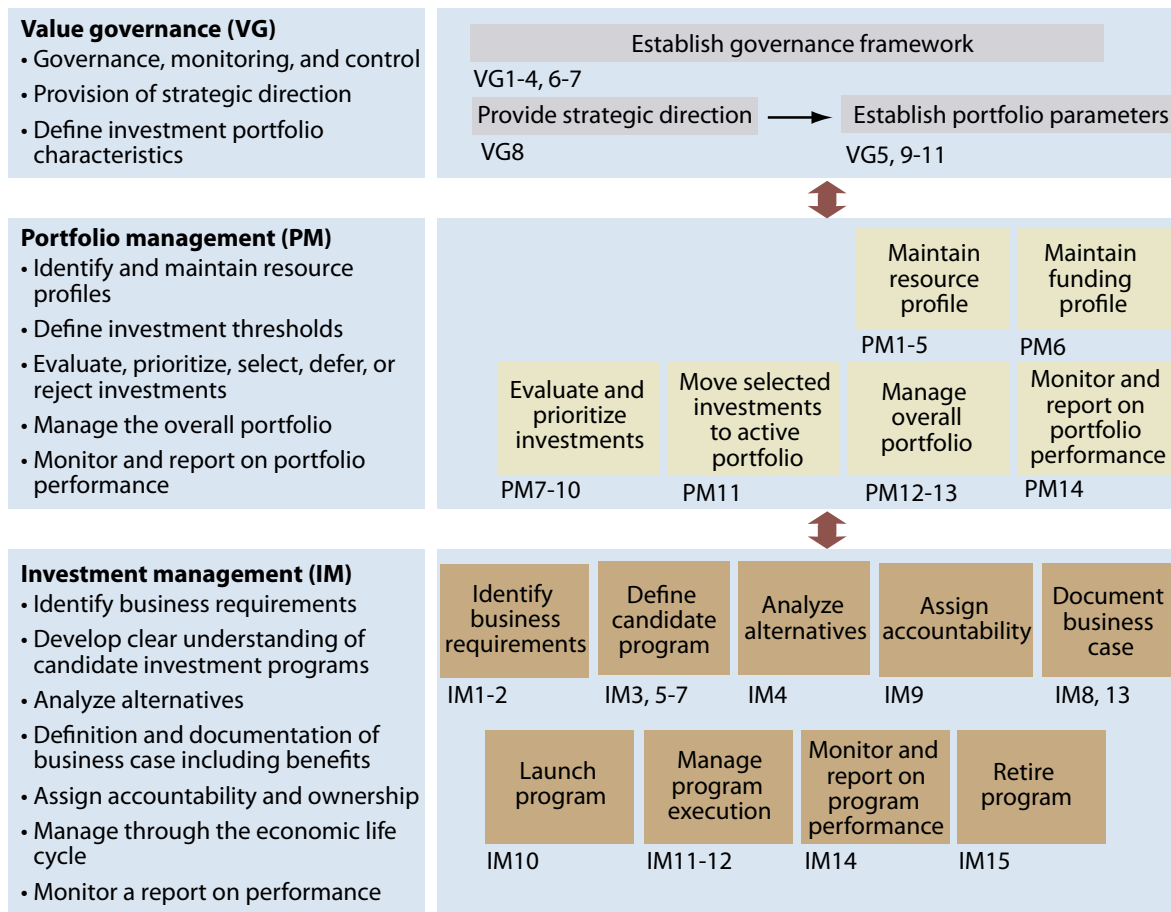 Value governance (VG)
• Governance, monitoring, and control
• Provision of strategic direction
• Define investment portfolio
characteristics
Establish governance framework
VG1-4, 6-7
Provide strategic direction
Establish portfolio parameters
VG8
VG5, 9-11
Portfolio management (PM)
• Identify and maintain resource
profiles
• Define investment thresholds
• Evaluate, prioritize, select, defer, or
reject investments
• Manage the overall portfolio
• Monitor and report on portfolio
performance
Maintain
resource
profile
PM1-5
Maintain
funding
profile
PM6
Evaluate and
prioritize
investments
PM7-10
Move selected
investments
to active
portfolio
PM11
Manage
overall
portfolio
PM12-13
Monitor and
report on
portfolio
performance
PM14
Investment management (IM)
• Identify business requirements
• Develop clear understanding of
candidate investment programs
• Analyze alternatives
• Definition and documentation of
business case including benefits
• Assign accountability and ownership
• Manage through the economic life
cycle
• Monitor a report on performance
Identify
business
requirements
IM1-2
Define
candidate
program
IM3, 5-7
Analyze
alternatives
IM4
Assign
accountability
IM9
Document
business
case
IM8, 13
Launch
program
IM10
Manage
program
execution
IM11-12
Monitor and
report on
program
performance
IM14
Retire
program
IM15